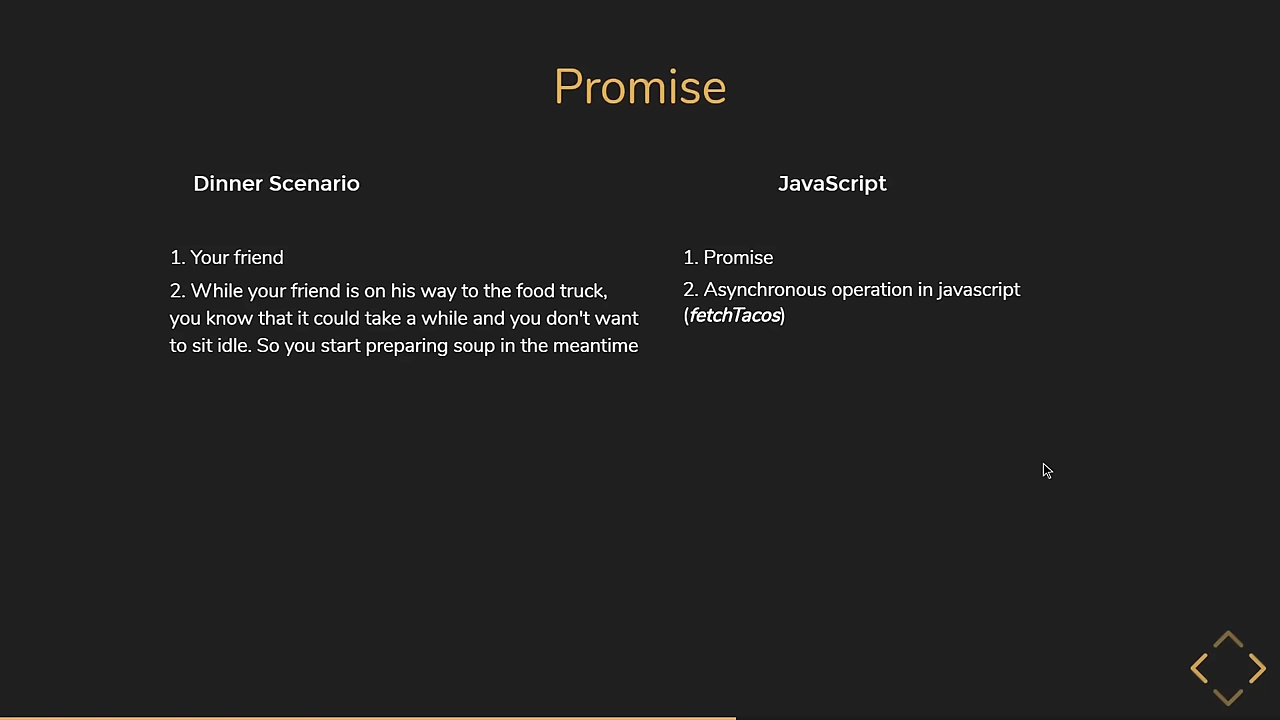 Promise
Dinner Scenario
1. Your friend
2. While your friend is on his way to the food truck,
you know that it could take a while and you don't want
to sit idle. So you start preparing soup in the meantime
JavaScript
1. Promise
2. Asynchronous operation in javascript
(fetchTacos)